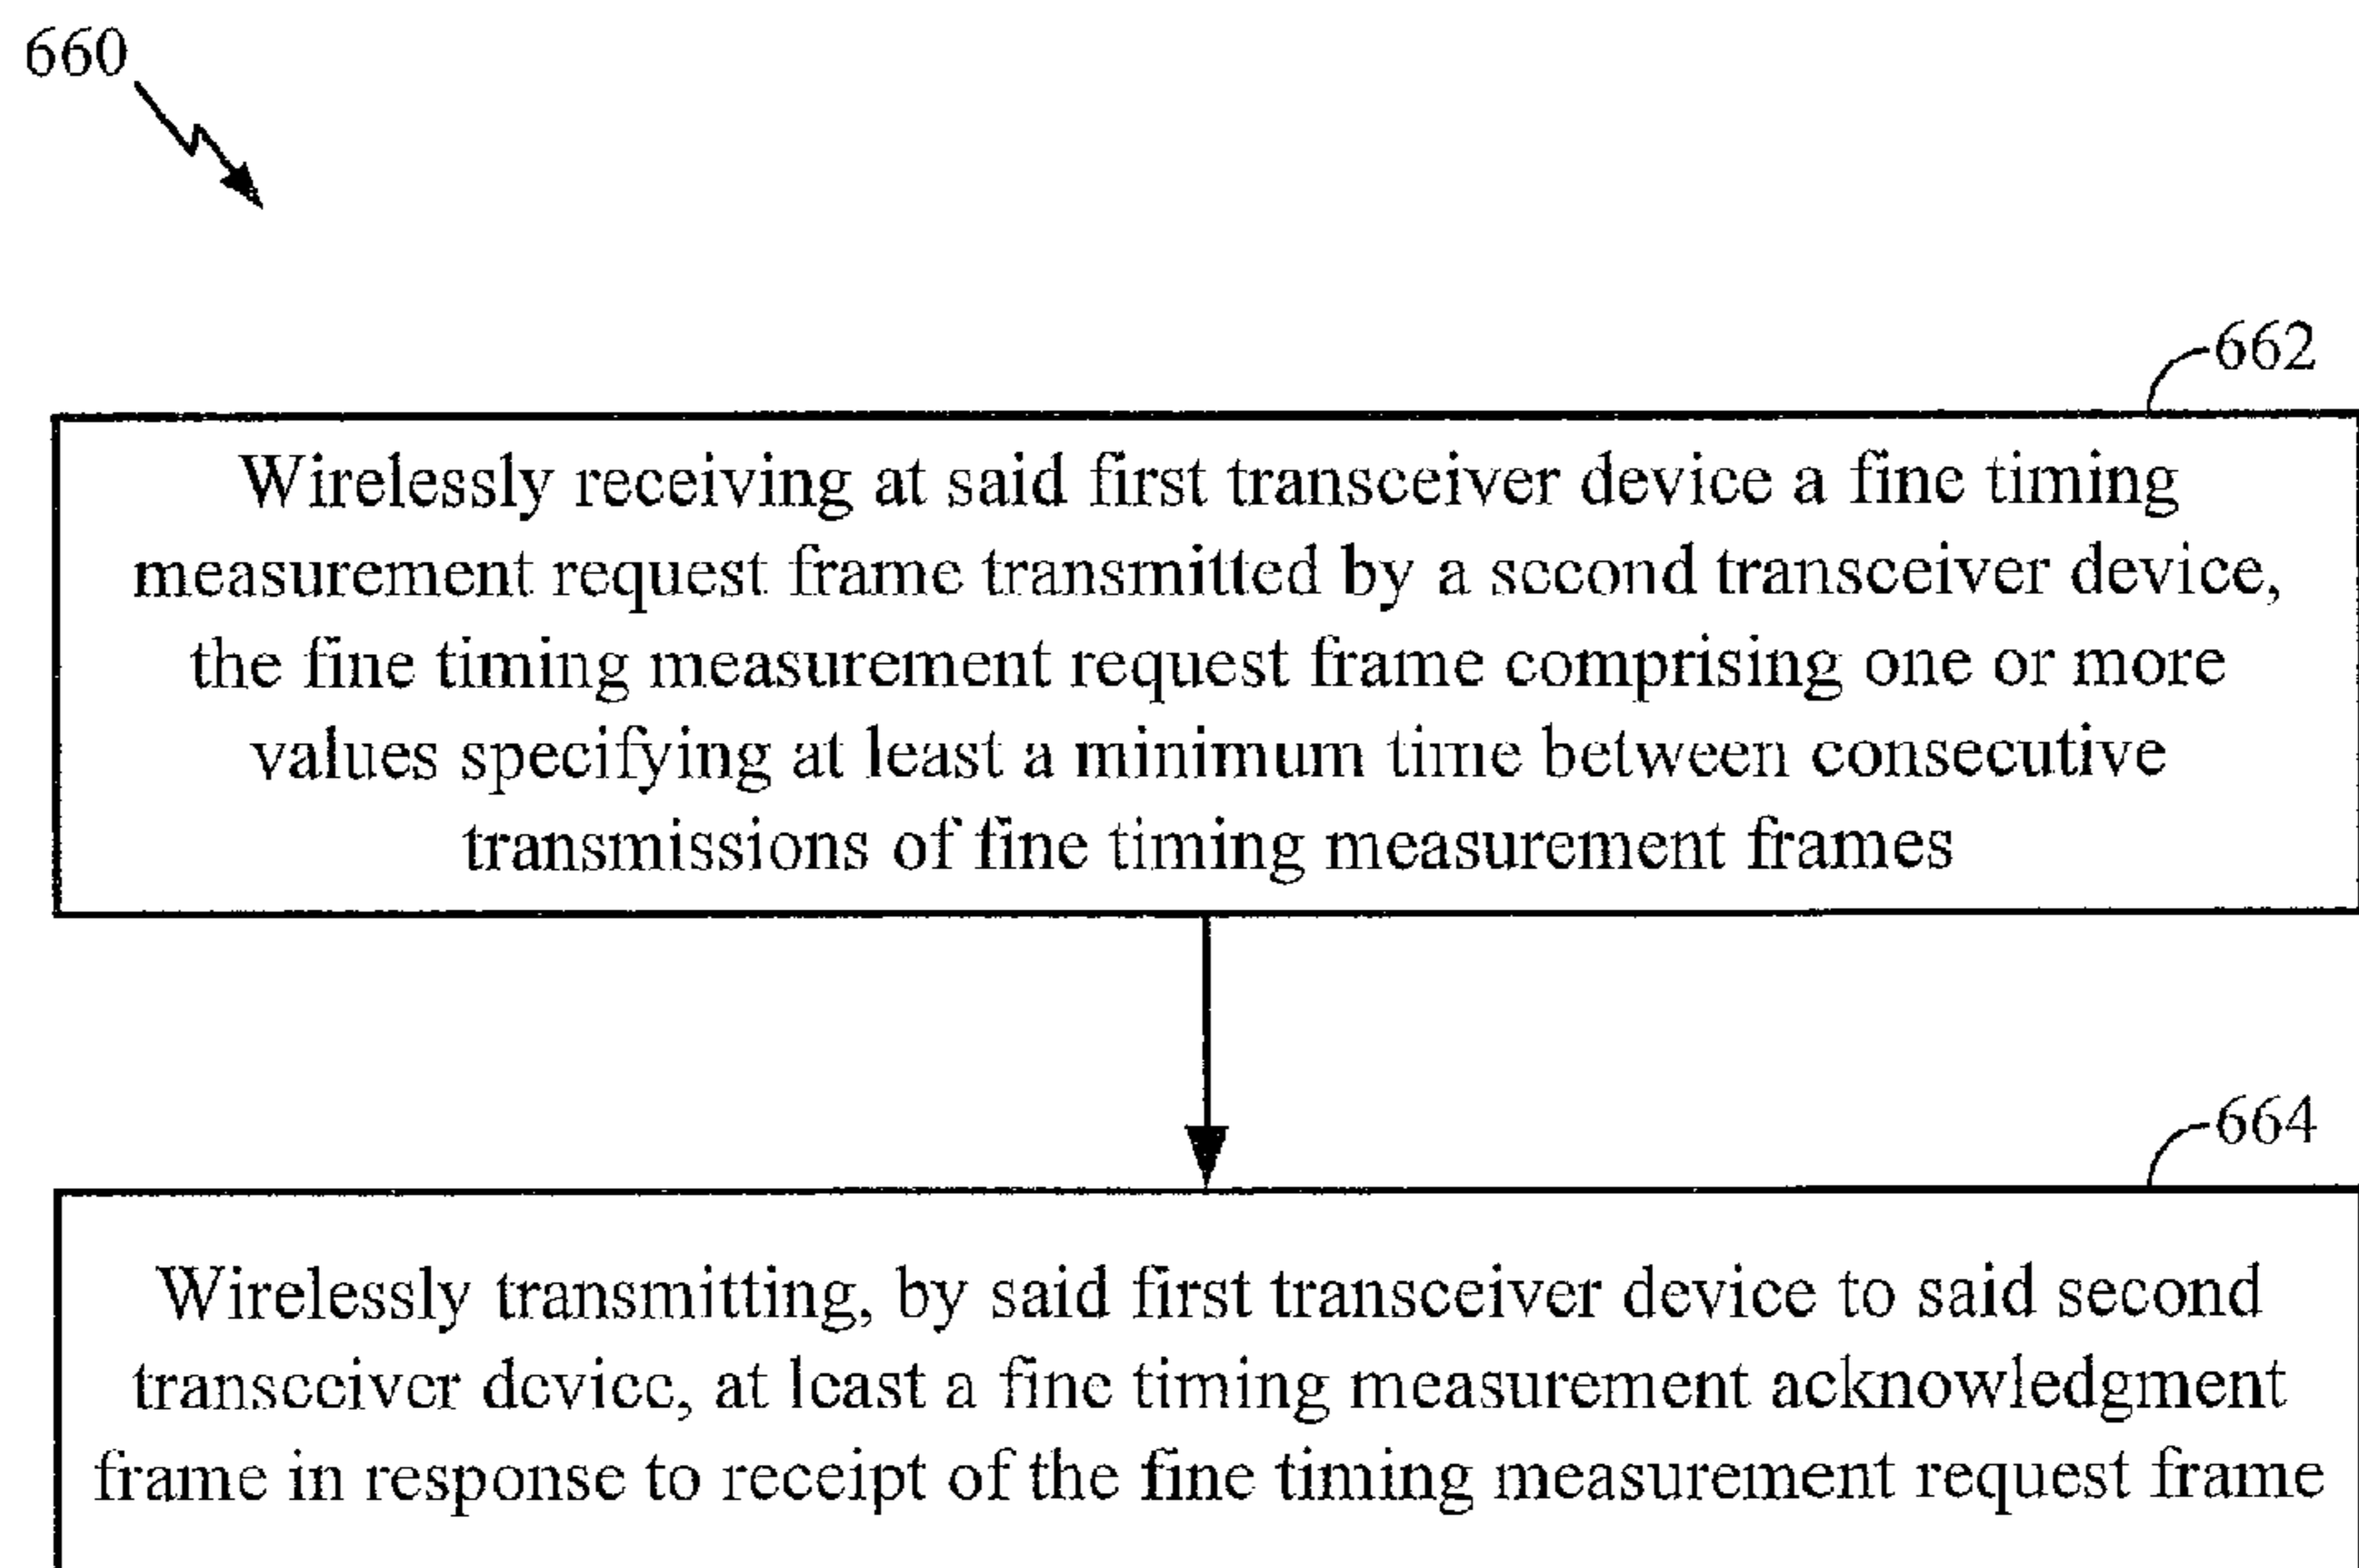 660
662
Wirelessly receiving at said first transceiver device a fine timing
measurement request frame transmitted by a second transceiver device,
the fine timing measurement request frame comprising one or more
values specifying at least a minimum time between consecutive
transmissions of fine timing measurement frames
664
Wirelessly transmitting, by said first transceiver device to said second
transceiver device, at least a fine timing measurement acknowledgment
frame in response to receipt of the fine timing measurement request frame